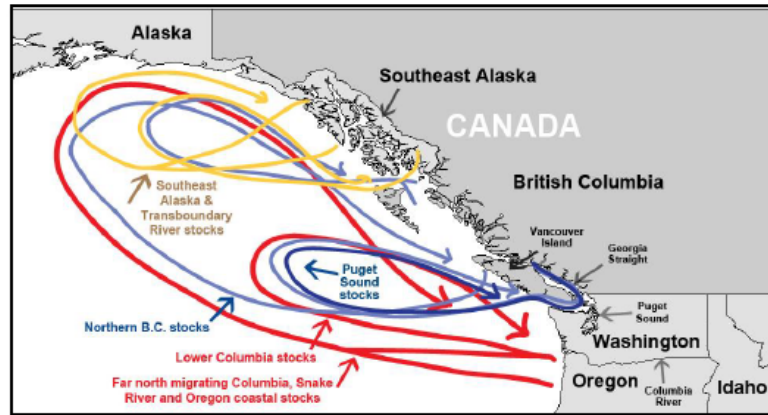 Alaska
Southeast Alaska
CANADA
British Columbia
Southeast
Alaska &
Transboundary
River stocks
Vancouver
Island
Georgia
Straight
Puget
Sound
stocks
Northern B.C. stocks
Puget
Sound
Washington
Lower Columbia stocks
Far north migrating Columbia, Snake
River and Oregon coastal stocks
Oregon
Columbia
River
Idaho